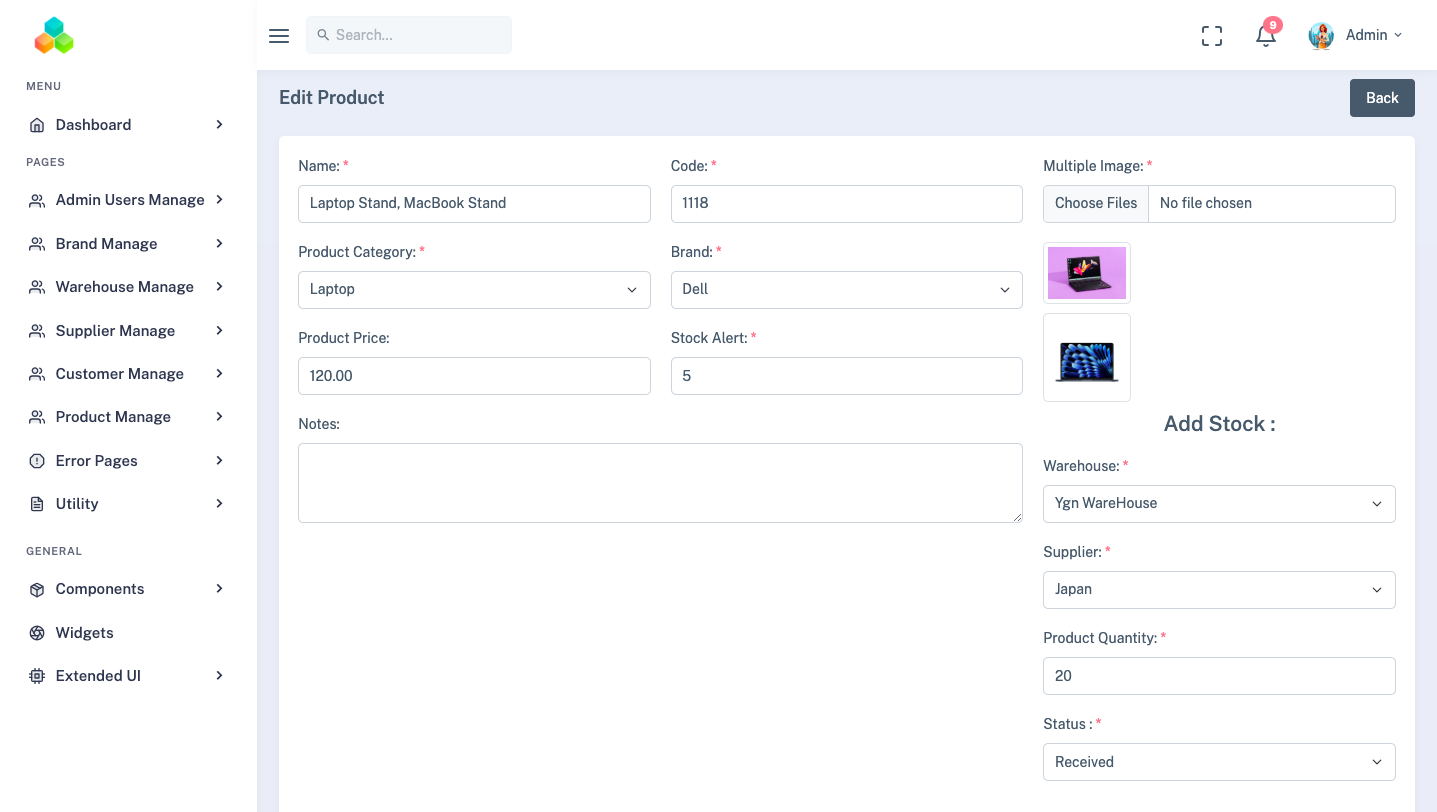 Search...
9
Admin
MENU
Dashboard
PAGES
Admin Users Manage
Brand Manage
Warehouse Manage
Supplier Manage
Customer Manage
Product Manage
Error Pages
Utility
GENERAL
Components
Widgets
Extended UI
Edit Product
Back
Name: *
Laptop Stand, MacBook Stand
Code: *
1118
Multiple Image: *
Choose Files No file chosen
Product Category: *
Laptop
Brand: *
Dell
Product Price:
120.00
Stock Alert: *
5
Notes:
Add Stock :
Warehouse: *
Ygn WareHouse
Supplier: *
Japan
Product Quantity: *
20
Status : *
Received